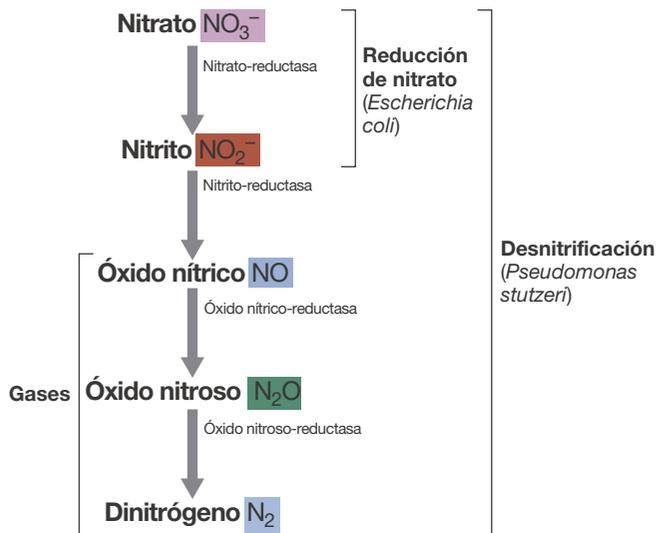 Nitrato NO₃⁻
Nitrato-reductasa
Reducción
de nitrato
(Escherichia
coli)
Nitrito NO₂⁻
Nitrito-reductasa
Desnitrificación
(Pseudomonas
stutzeri)
Óxido nítrico NO
Óxido nítrico-reductasa
Gases
Óxido nitroso N₂O
Óxido nitroso-reductasa
Dinitrógeno N₂